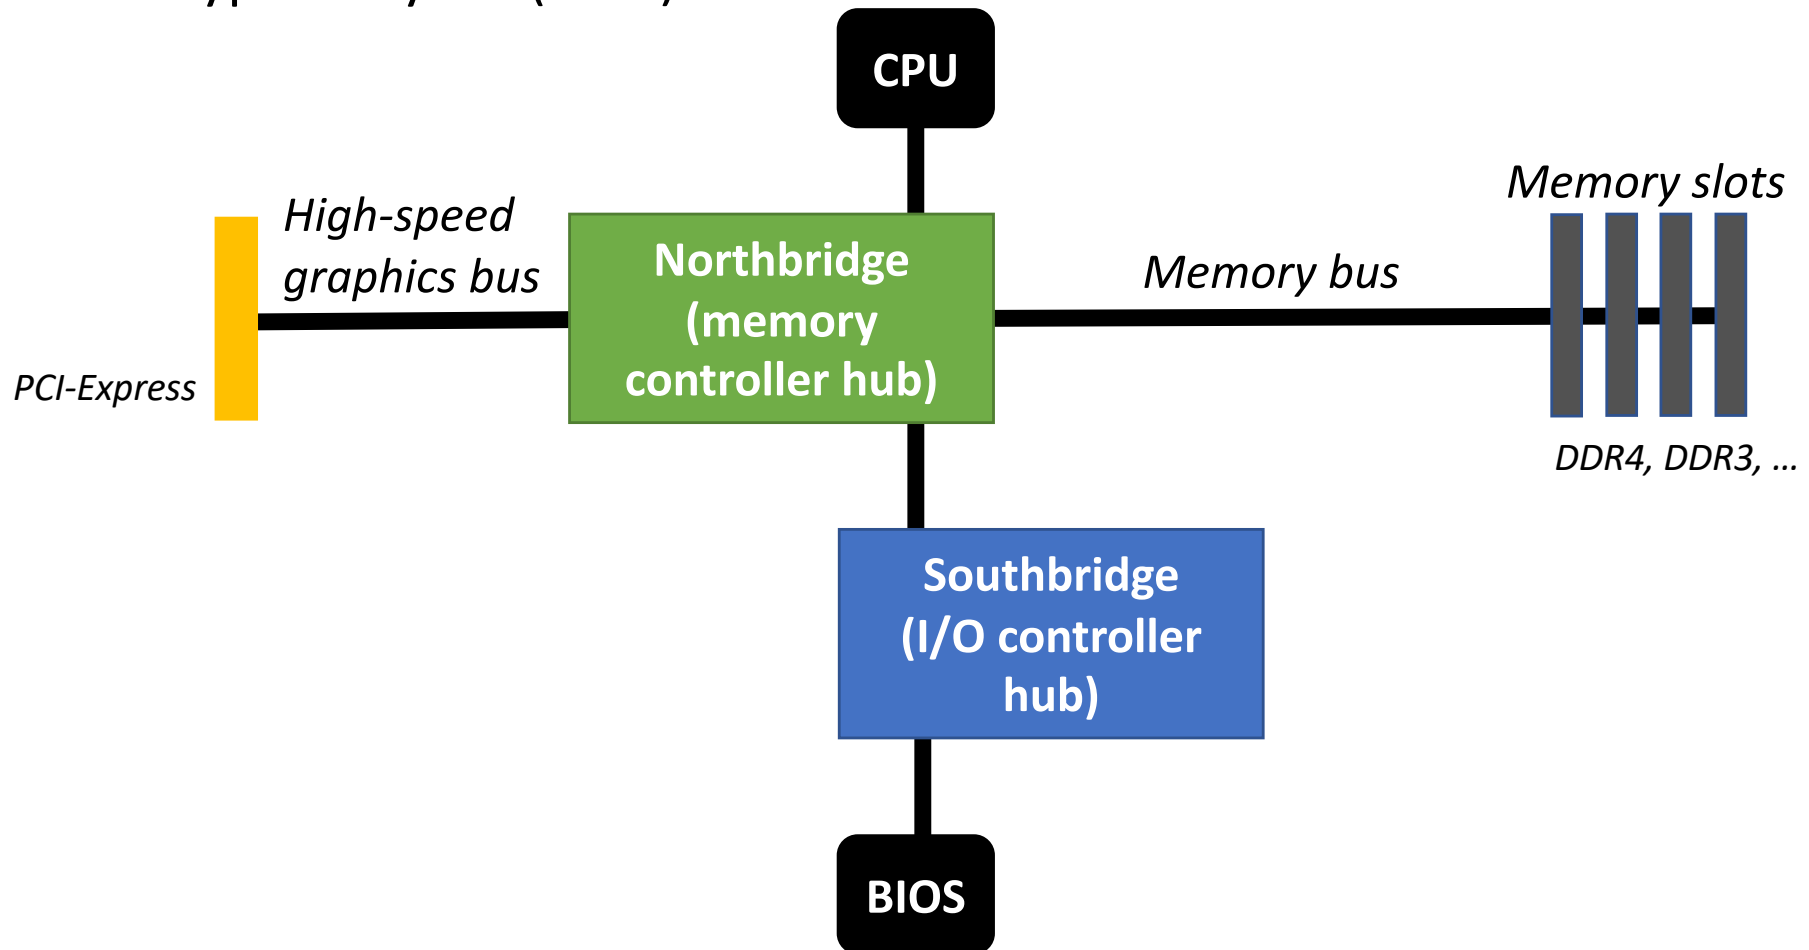 CPU
Memory slots
High-speed
graphics bus
Northbridge
(memory
controller hub)
Memory bus
PCI-Express
DDR4, DDR3, ...
Southbridge
(I/O controller
hub)
BIOS